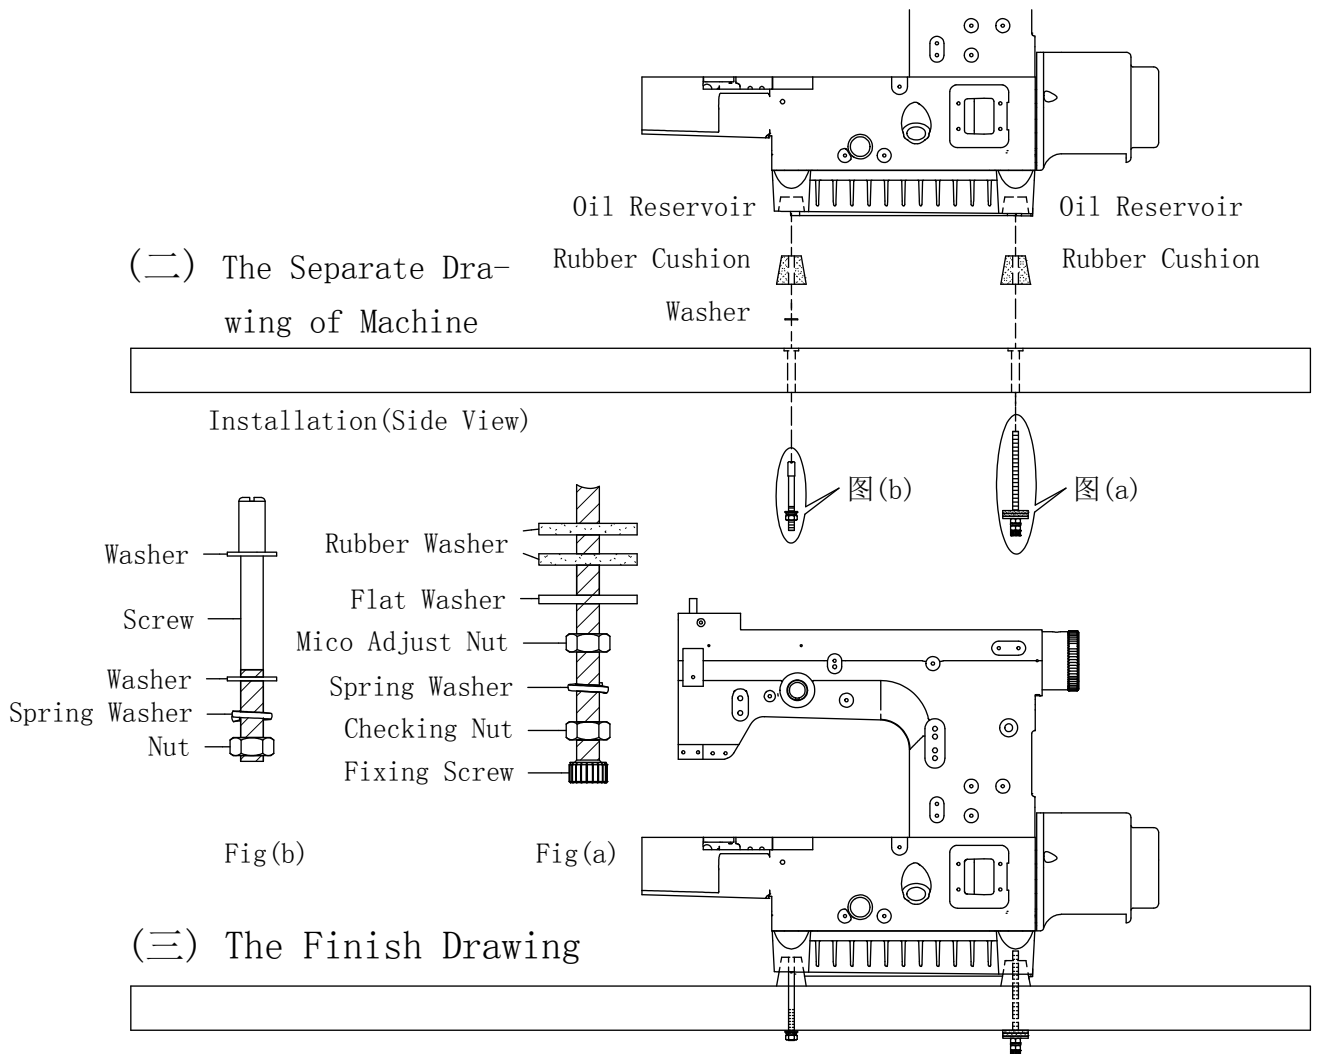 Oil Reservoir
Oil Reservoir
(二) The Separate Dra-
Rubber Cushion
Rubber Cushion
wing of Machine
Washer
Installation(Side View)
图(b)
图(a)
Washer
Screw
Washer
Spring Washer
Nut
Rubber Washer
Flat Washer
Mico Adjust Nut
Spring Washer
Checking Nut
Fixing Screw
Fig(b)
Fig(a)
(三) The Finish Drawing